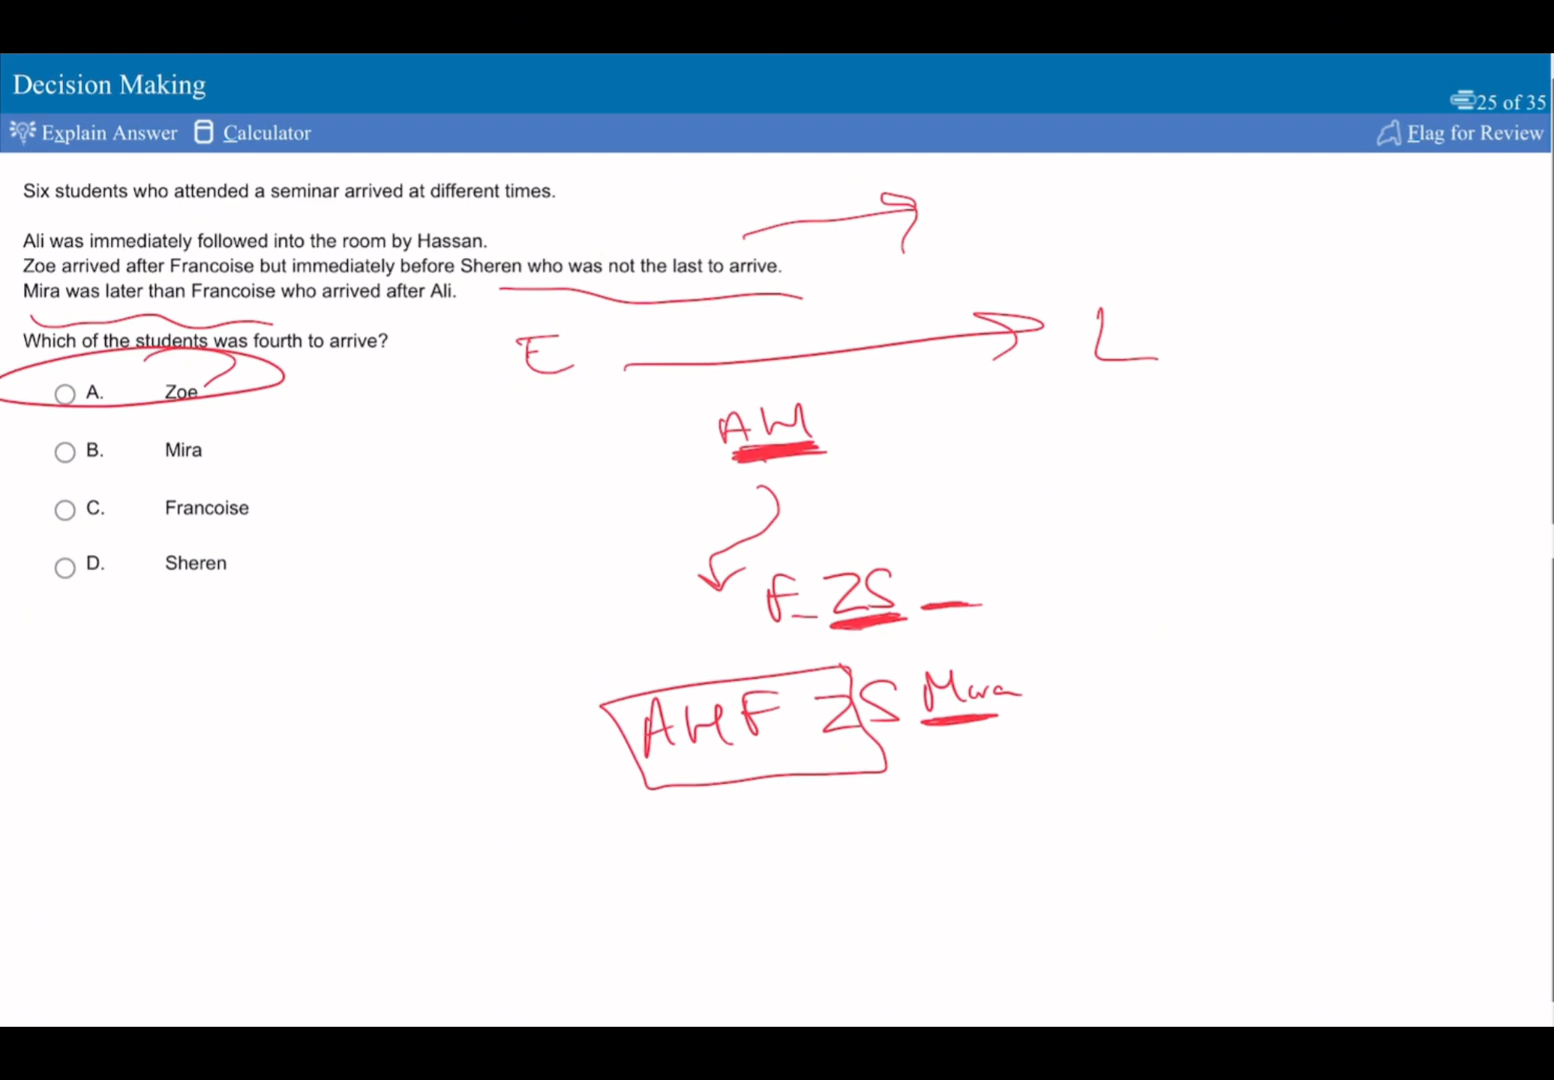 Decision Making
25 of 35
Explain Answer Calculator
Flag for Review
Six students who attended a seminar arrived at different times.
Ali was immediately followed into the room by Hassan.
Zoe arrived after Francoise but immediately before Sheren who was not the last to arrive.
Mira was later than Francoise who arrived after Ali.
Which of the students was fourth to arrive?
E L
A. Zoe
AH
B. Mira
C. Francoise
D. Sheren
F ZS
AHF ZS Mira